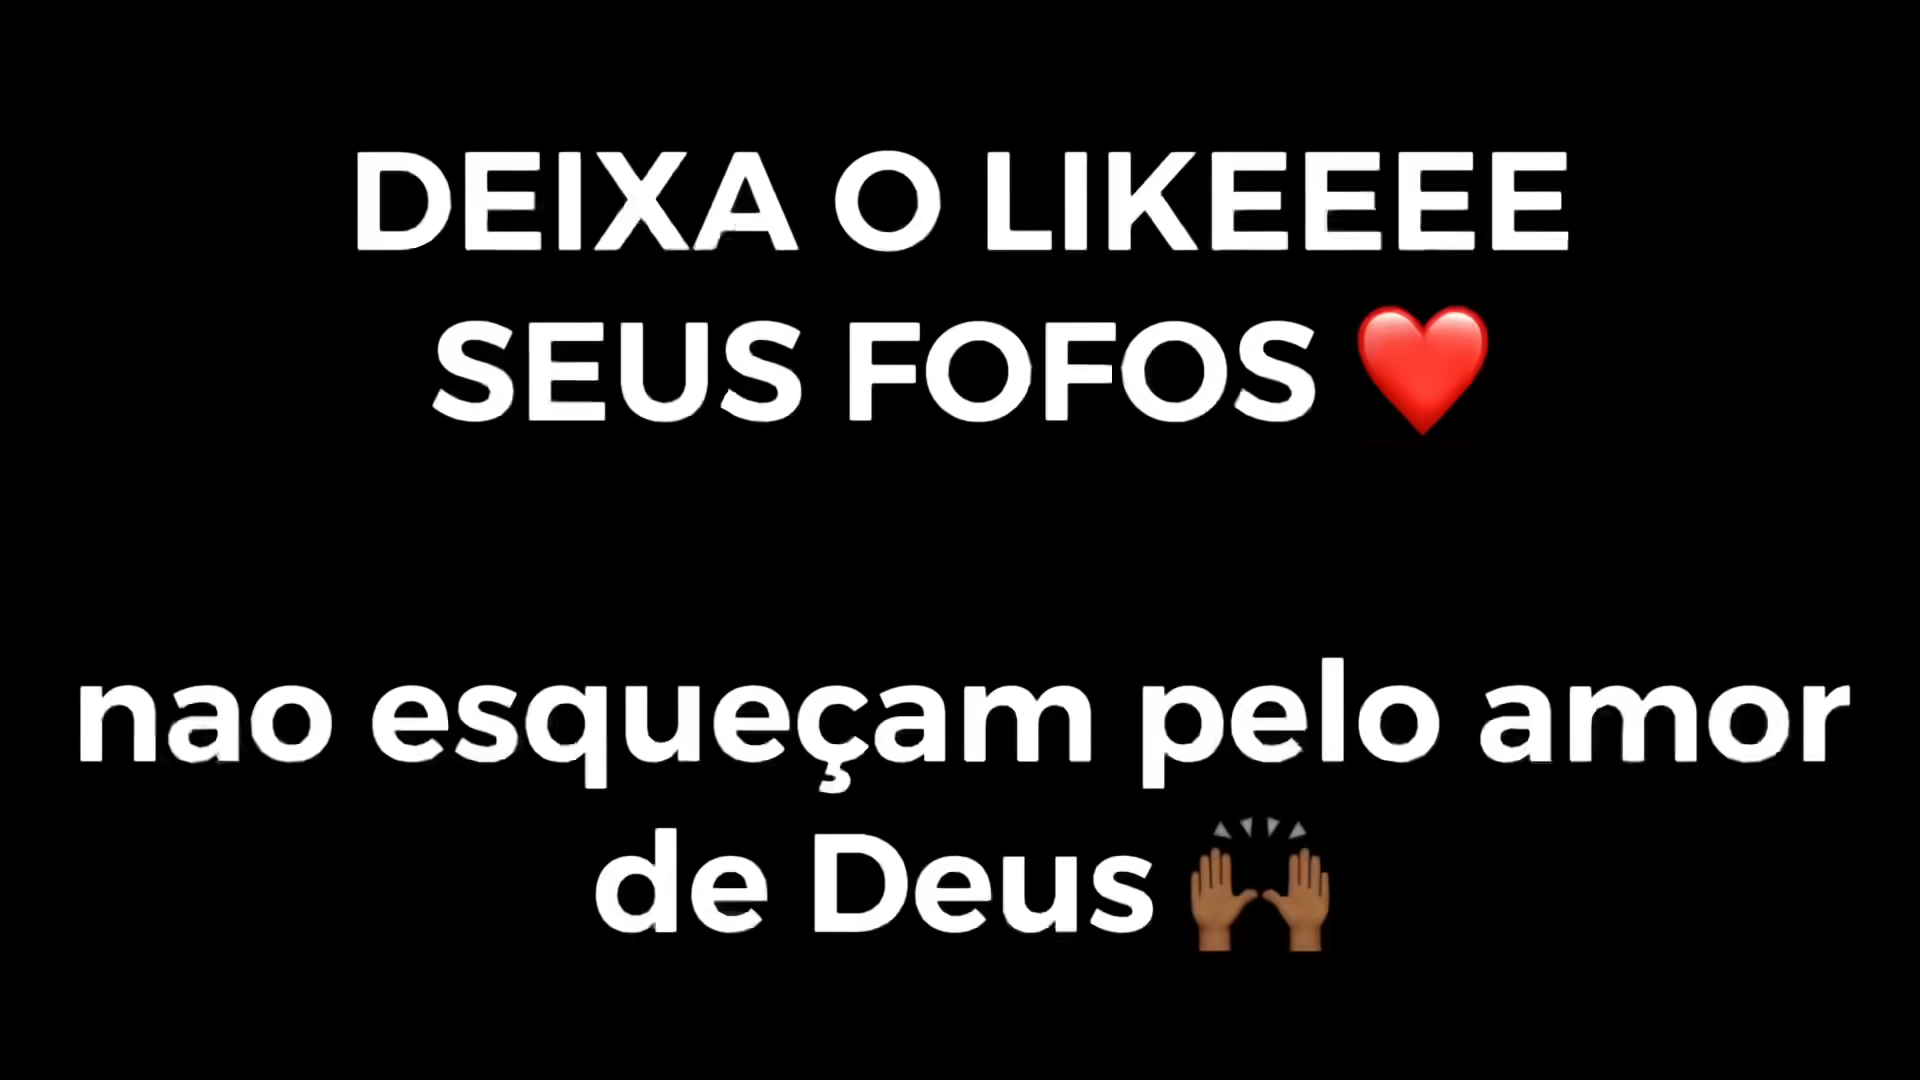 DEIXA O LIKEEEE
SEUS FOFOS ❤️
nao esqueçam pelo amor
de Deus 🙌🏾